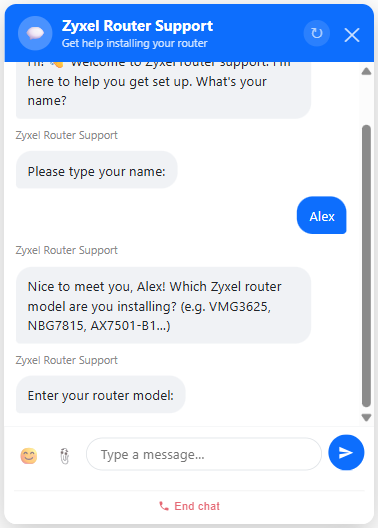 Zyxel Router Support
Get help installing your router
Hi! 👋 Welcome to Zyxel router support. I'm
here to help you get set up. What's your
name?
Zyxel Router Support
Please type your name:
Alex
Zyxel Router Support
Nice to meet you, Alex! Which Zyxel router
model are you installing? (e.g. VMG3625,
NBG7815, AX7501-B1...)
Zyxel Router Support
Enter your router model:
Type a message...
End chat